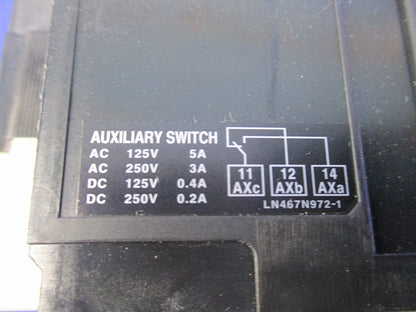 AUXILIARY SWITCH
AC 125V 5A
AC 250V 3A
DC 125V 0.4A
DC 250V 0.2A
11 12 14
AXc AXb AXa
LN467N972-1